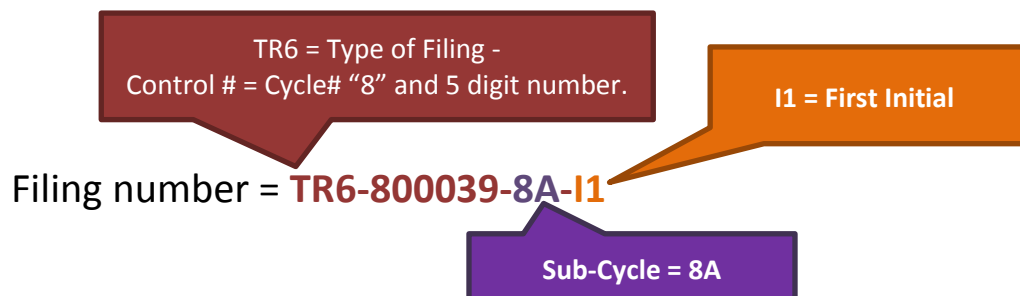 TR6 = Type of Filing -
Control # = Cycle# “8” and 5 digit number.
I1 = First Initial
Filing number = TR6-800039-8A-I1
Sub-Cycle = 8A